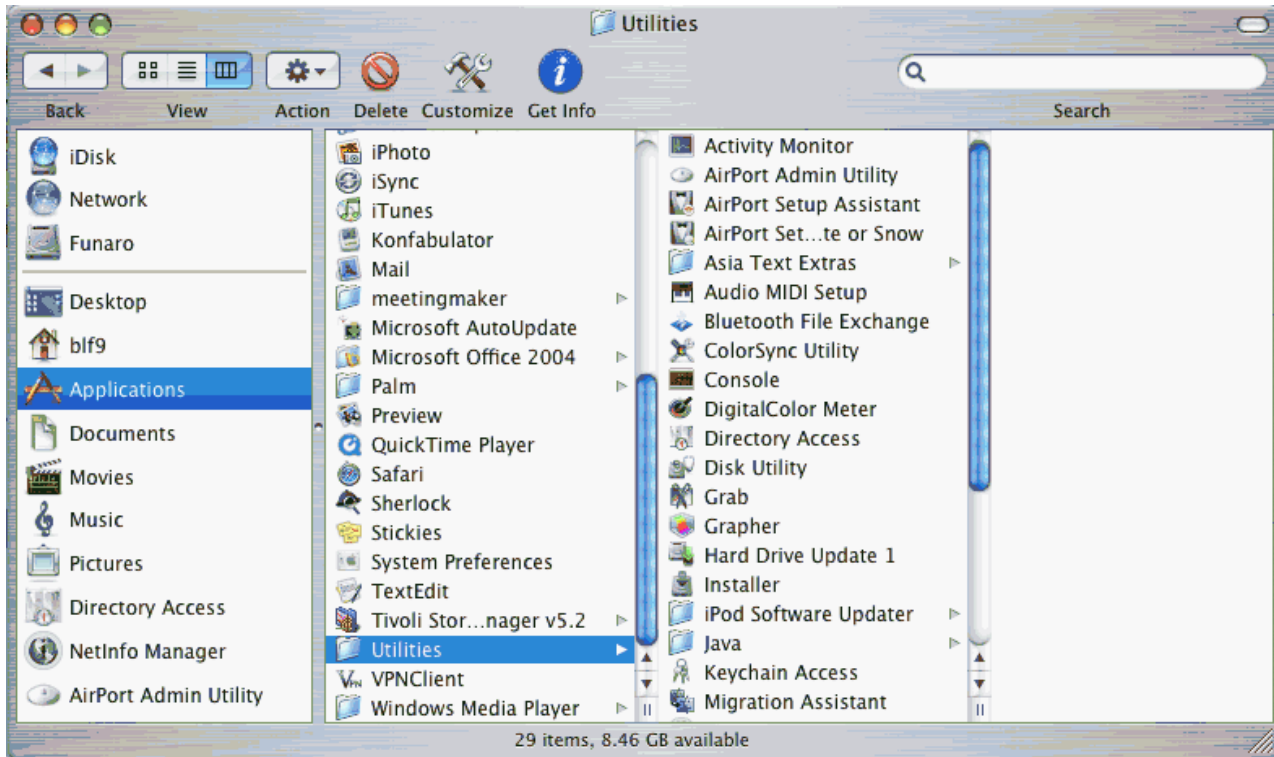 Utilities
Back View Action Delete Customize Get Info Search
iDisk
Network
Funaro
Desktop
blf9
Applications
Documents
Movies
Music
Pictures
Directory Access
NetInfo Manager
AirPort Admin Utility
iPhoto
iSync
iTunes
Konfabulator
Mail
meetingmaker
Microsoft AutoUpdate
Microsoft Office 2004
Palm
Preview
QuickTime Player
Safari
Sherlock
Stickies
System Preferences
TextEdit
Tivoli Stor...nager v5.2
Utilities
VPNClient
Windows Media Player
Activity Monitor
AirPort Admin Utility
AirPort Setup Assistant
AirPort Set...te or Snow
Asia Text Extras
Audio MIDI Setup
Bluetooth File Exchange
ColorSync Utility
Console
DigitalColor Meter
Directory Access
Disk Utility
Grab
Grapher
Hard Drive Update 1
Installer
iPod Software Updater
Java
Keychain Access
Migration Assistant
29 items, 8.46 GB available